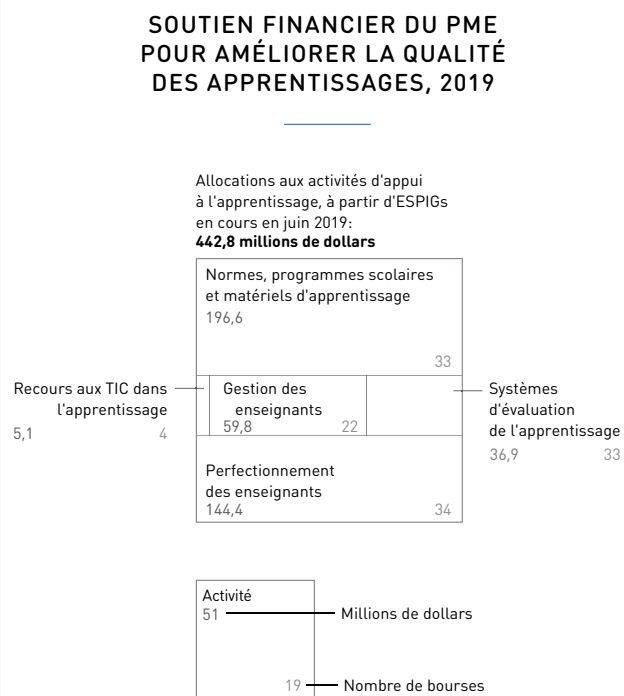 SOUTIEN FINANCIER DU PME
POUR AMÉLIORER LA QUALITÉ
DES APPRENTISSAGES, 2019
Allocations aux activités d'appui
à l'apprentissage, à partir d'ESPIGs
en cours en juin 2019:
442,8 millions de dollars
Normes, programmes scolaires
et matériels d'apprentissage
196,6
33
Recours aux TIC dans
l'apprentissage
5,1 4
Gestion des
enseignants
59,8 22
Systèmes
d'évaluation
de l'apprentissage
36,9 33
Perfectionnement
des enseignants
144,4 34
Activité
51 Millions de dollars
19 Nombre de bourses